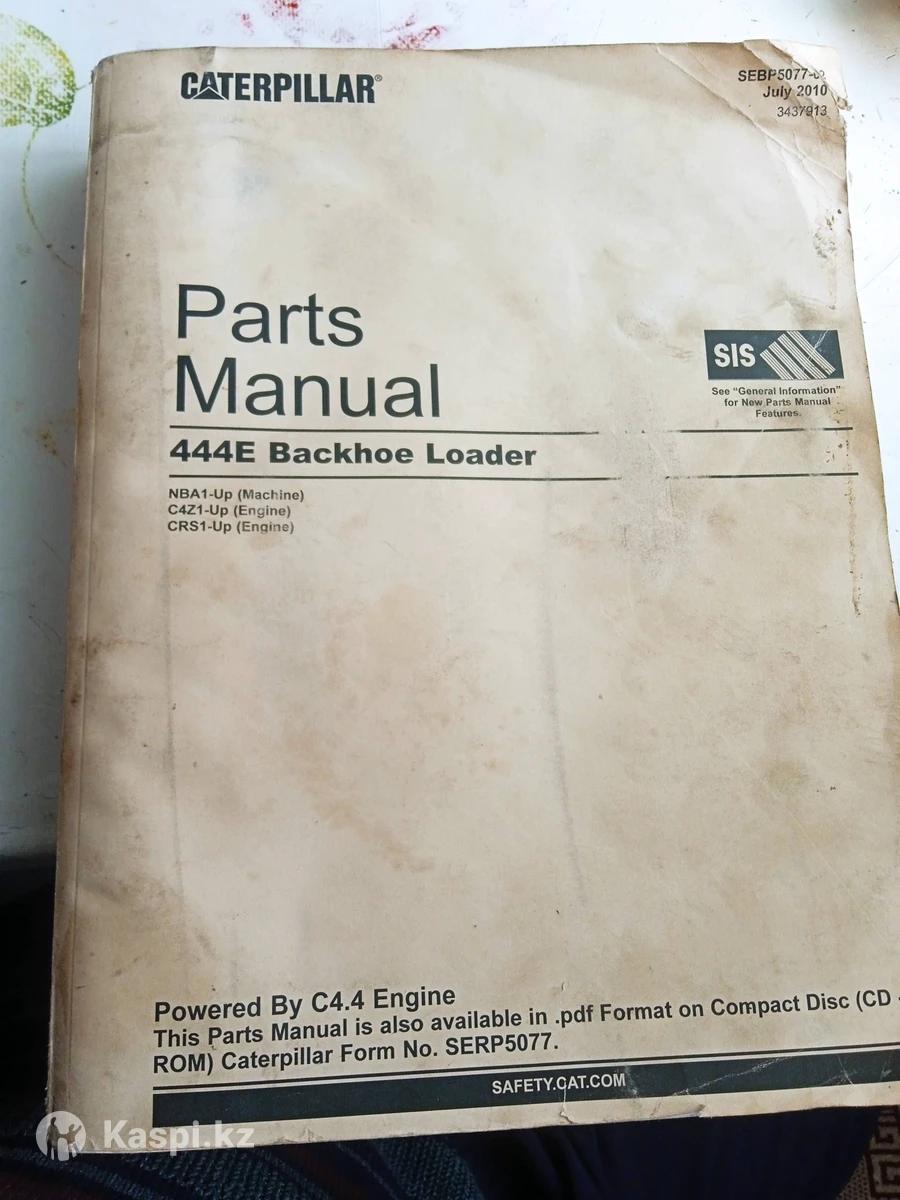 CATERPILLAR®
SEBP5077-
July 2010
3437913
Parts
Manual
SIS
See "General Information"
for New Parts Manual
Features.
444E Backhoe Loader
NBA1-Up (Machine)
C4Z1-Up (Engine)
CRS1-Up (Engine)
Powered By C4.4 Engine
This Parts Manual is also available in .pdf Format on Compact Disc (CD -
ROM) Caterpillar Form No. SERP5077.
SAFETY.CAT.COM
Kaspi.kz